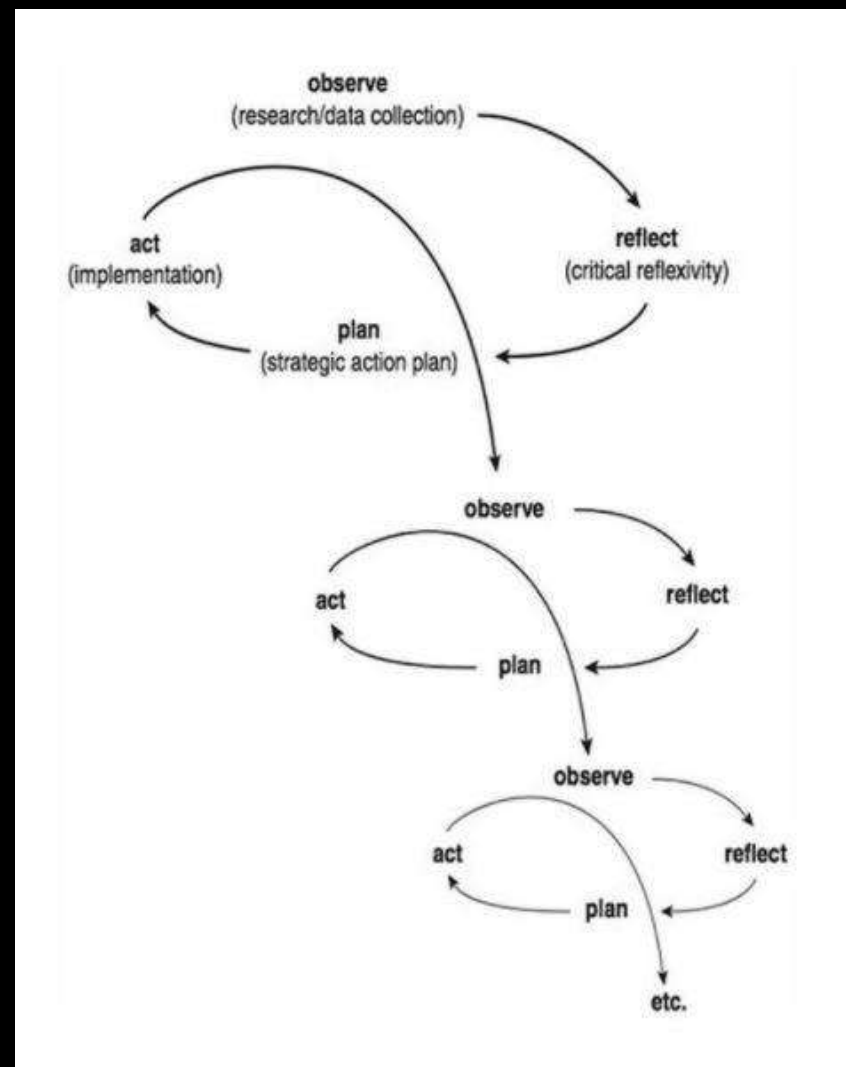 observe
(research/data collection)
reflect
(critical reflexivity)
plan
(strategic action plan)
act
(implementation)
observe
reflect
plan
act
observe
reflect
plan
act
etc.